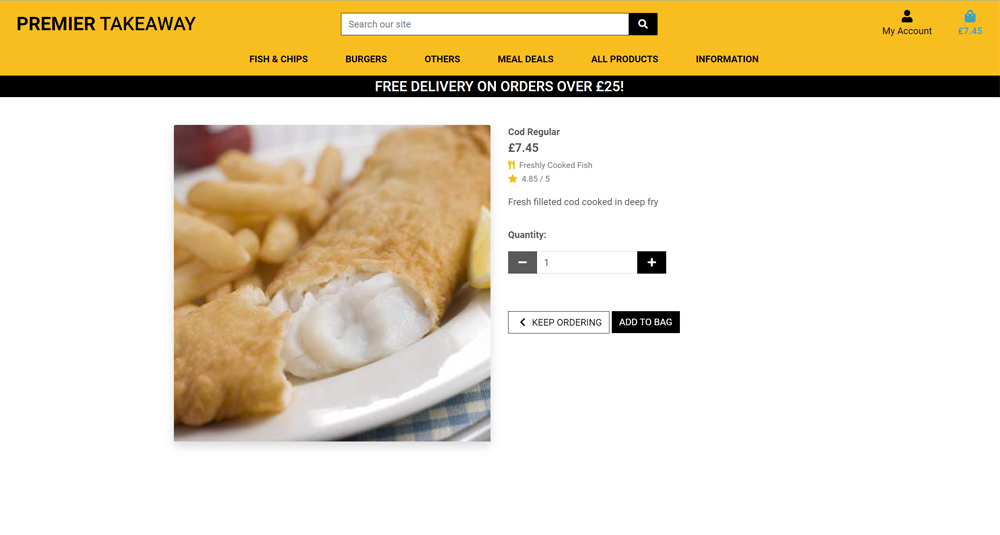 PREMIER TAKEAWAY
Search our site
My Account
£7.45
FISH & CHIPS
BURGERS
OTHERS
MEAL DEALS
ALL PRODUCTS
INFORMATION
FREE DELIVERY ON ORDERS OVER £25!
Cod Regular
£7.45
Freshly Cooked Fish
4.85 / 5
Fresh filleted cod cooked in deep fry
Quantity:
1
KEEP ORDERING
ADD TO BAG